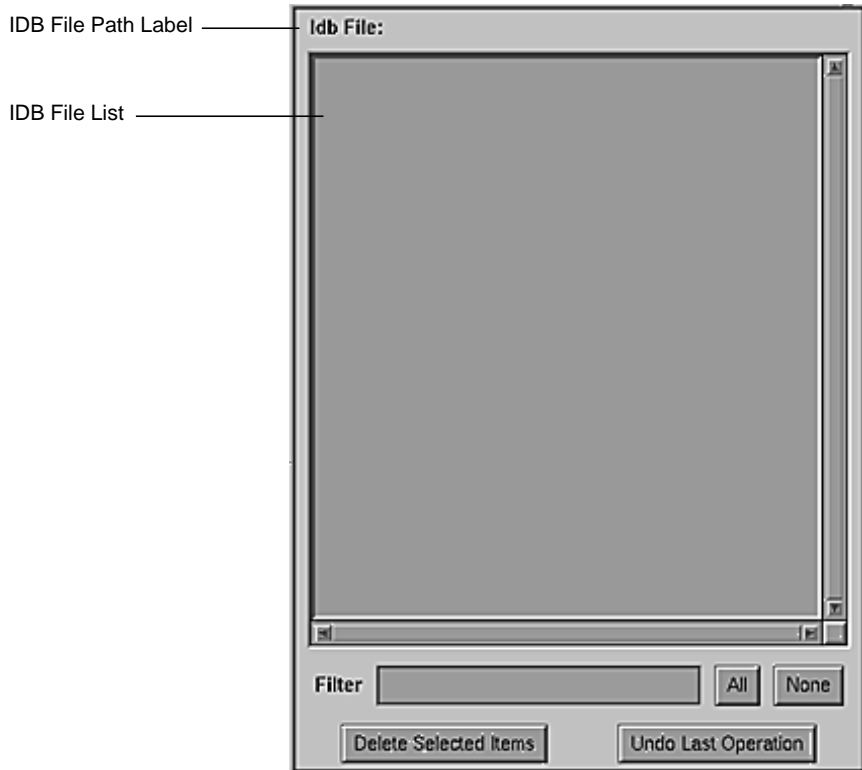 IDB File Path Label
Idb File:
IDB File List
Filter
All
None
Delete Selected Items
Undo Last Operation